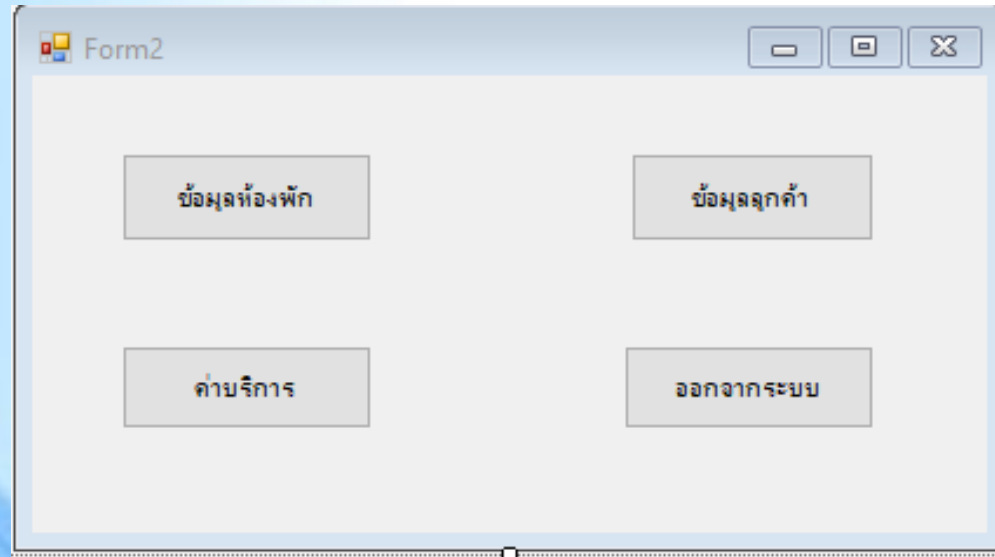 Form2
ข้อมูลห้องพัก
ข้อมูลลูกค้า
ค่าบริการ
ออกจากระบบ